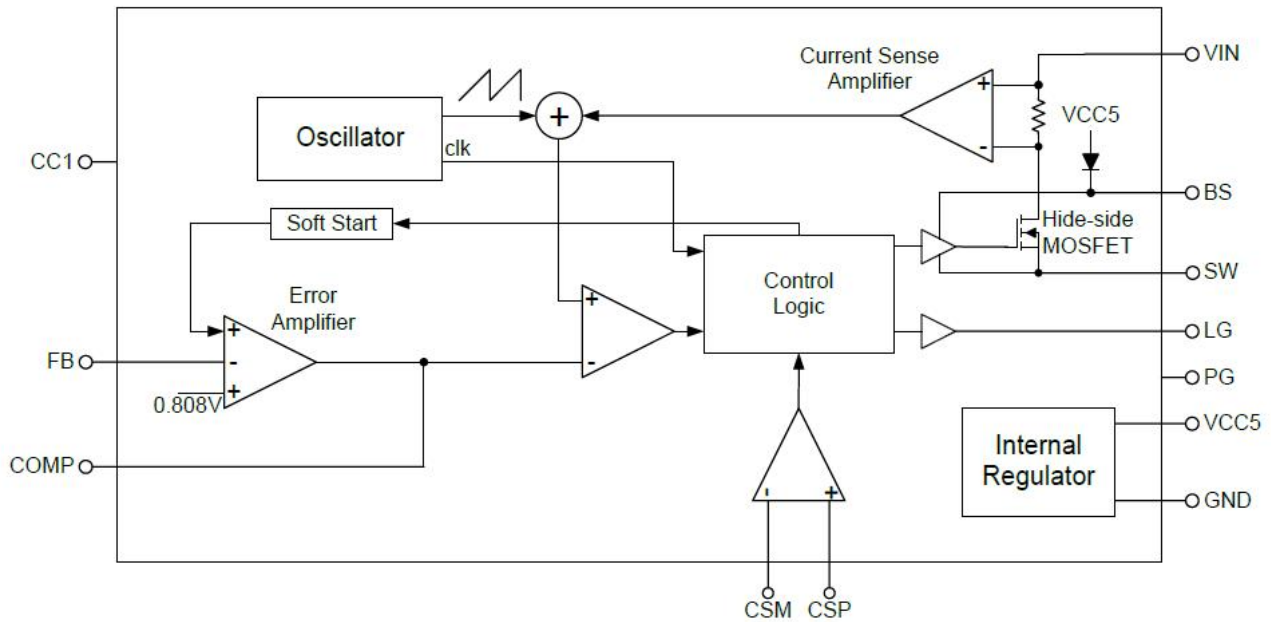 Current Sense
Amplifier
VIN
VCC5
+
-
Oscillator
+
clk
CC1
BS
Soft Start
Hide-side
MOSFET
SW
Control
Logic
Error
Amplifier
+
-
+
0.808V
FB
+
-
LG
PG
VCC5
Internal
Regulator
GND
COMP
-
+
CSM
CSP